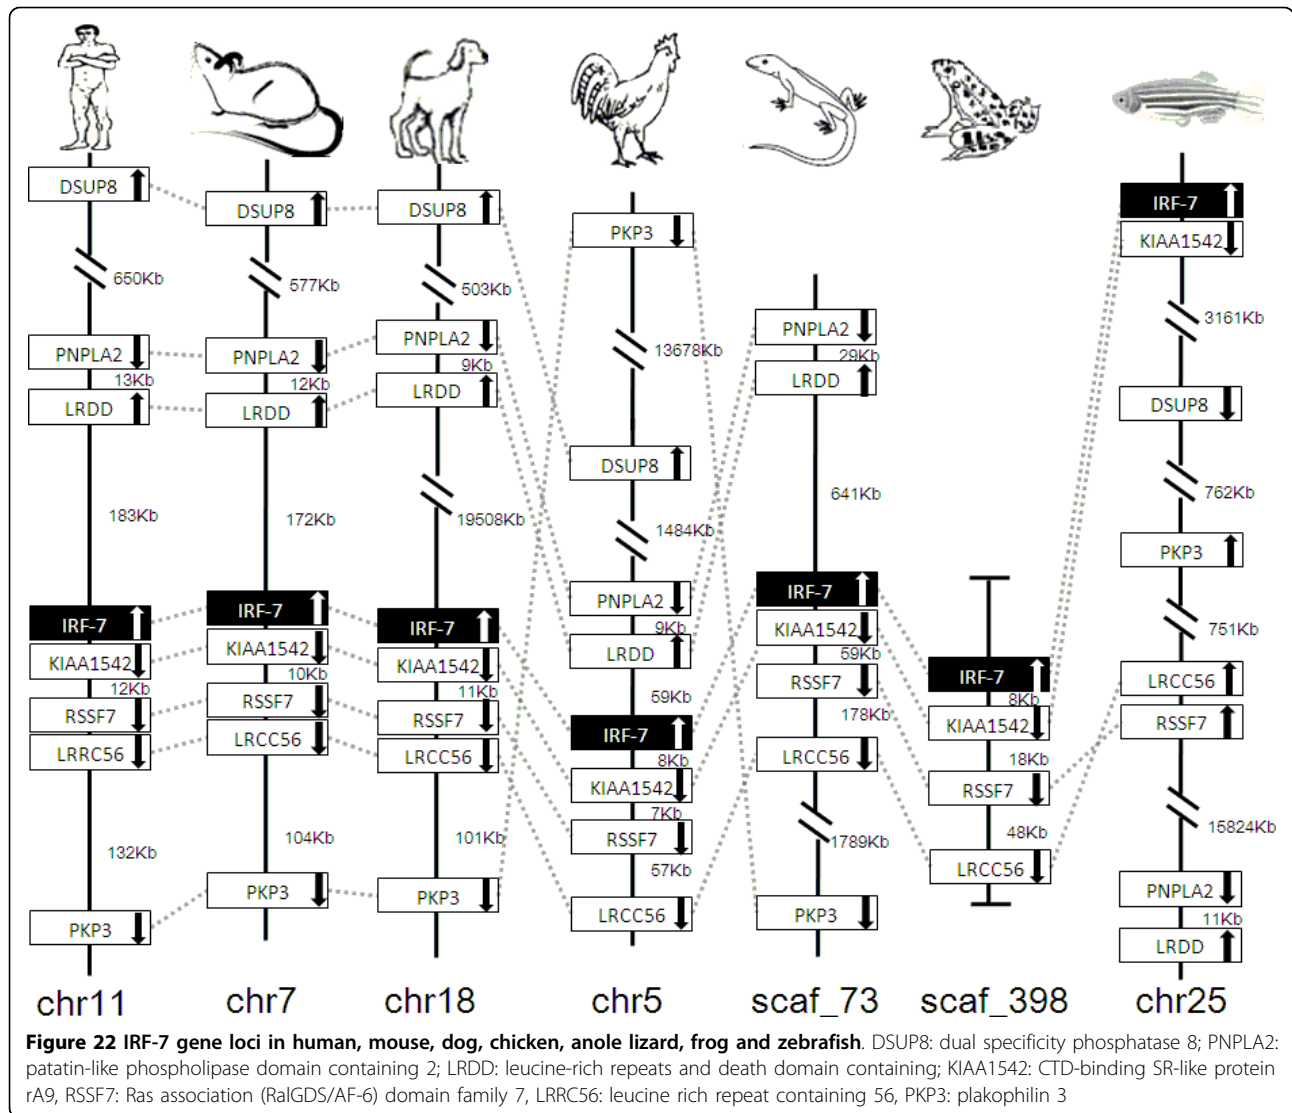 DSUP8
650Kb
PNPLA2
13Kb
LRDD
183Kb
IRF-7
KIAA1542
12Kb
RSSF7
LRRC56
132Kb
PKP3
chr11
DSUP8
577Kb
PNPLA2
12Kb
LRDD
172Kb
IRF-7
KIAA1542
10Kb
RSSF7
LRCC56
104Kb
PKP3
chr7
DSUP8
503Kb
PNPLA2
9Kb
LRDD
19508Kb
IRF-7
KIAA1542
11Kb
RSSF7
LRCC56
101Kb
PKP3
chr18
PKP3
13678Kb
DSUP8
1484Kb
PNPLA2
9Kb
LRDD
59Kb
IRF-7
8Kb
KIAA1542
7Kb
RSSF7
57Kb
LRCC56
chr5
PNPLA2
29Kb
LRDD
641Kb
IRF-7
KIAA1542
59Kb
RSSF7
178Kb
LRCC56
1789Kb
PKP3
scaf_73
IRF-7
8Kb
KIAA1542
18Kb
RSSF7
48Kb
LRCC56
scaf_398
IRF-7
KIAA1542
3161Kb
DSUP8
762Kb
PKP3
751Kb
LRCC56
RSSF7
15824Kb
PNPLA2
11Kb
LRDD
chr25
Figure 22 IRF-7 gene loci in human, mouse, dog, chicken, anole lizard, frog and zebrafish. DSUP8: dual specificity phosphatase 8; PNPLA2:
patatin-like phospholipase domain containing 2; LRDD: leucine-rich repeats and death domain containing; KIAA1542: CTD-binding SR-like protein
rA9, RSSF7: Ras association (RalGDS/AF-6) domain family 7, LRRC56: leucine rich repeat containing 56, PKP3: plakophilin 3